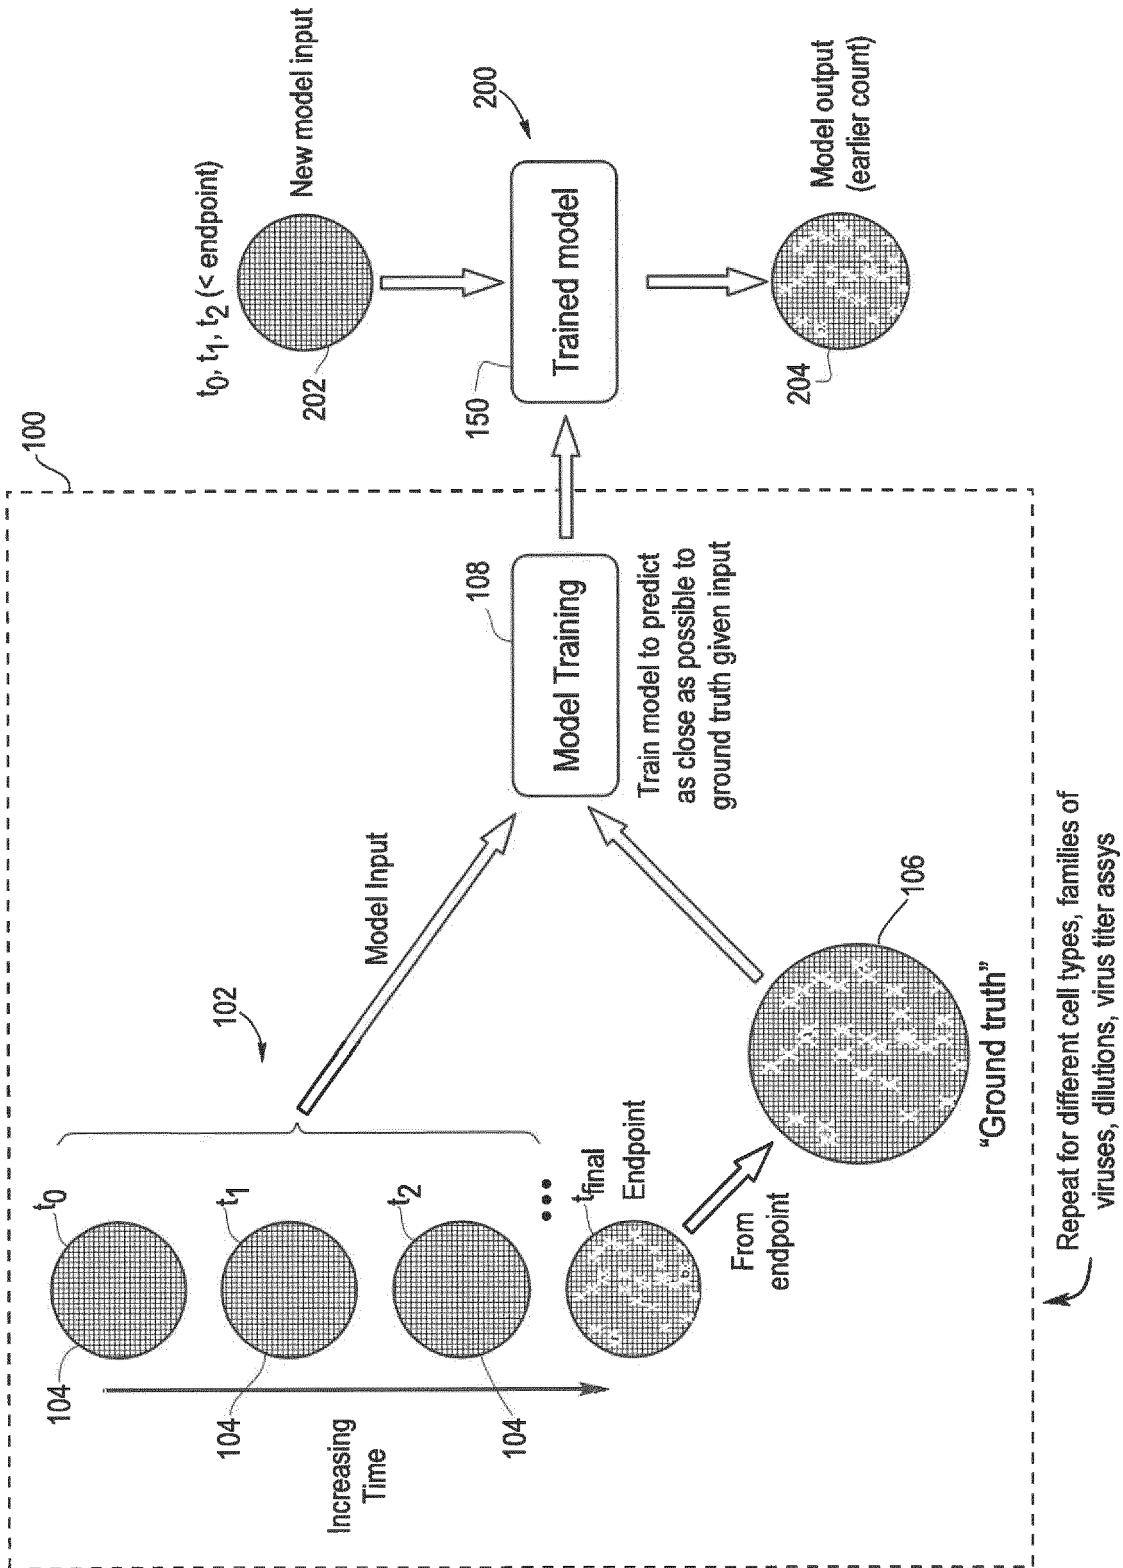 100
t0, t1, t2 (< endpoint)
New model input
202
200
150
Trained model
204
Model output
(earlier count)
102
t0
t1
t2
tfinal
Endpoint
104
104
104
Increasing
Time
Model Input
108
Model Training
Train model to predict
as close as possible to
ground truth given input
From
endpoint
106
“Ground truth”
Repeat for different cell types, families of
viruses, dilutions, virus titer assys